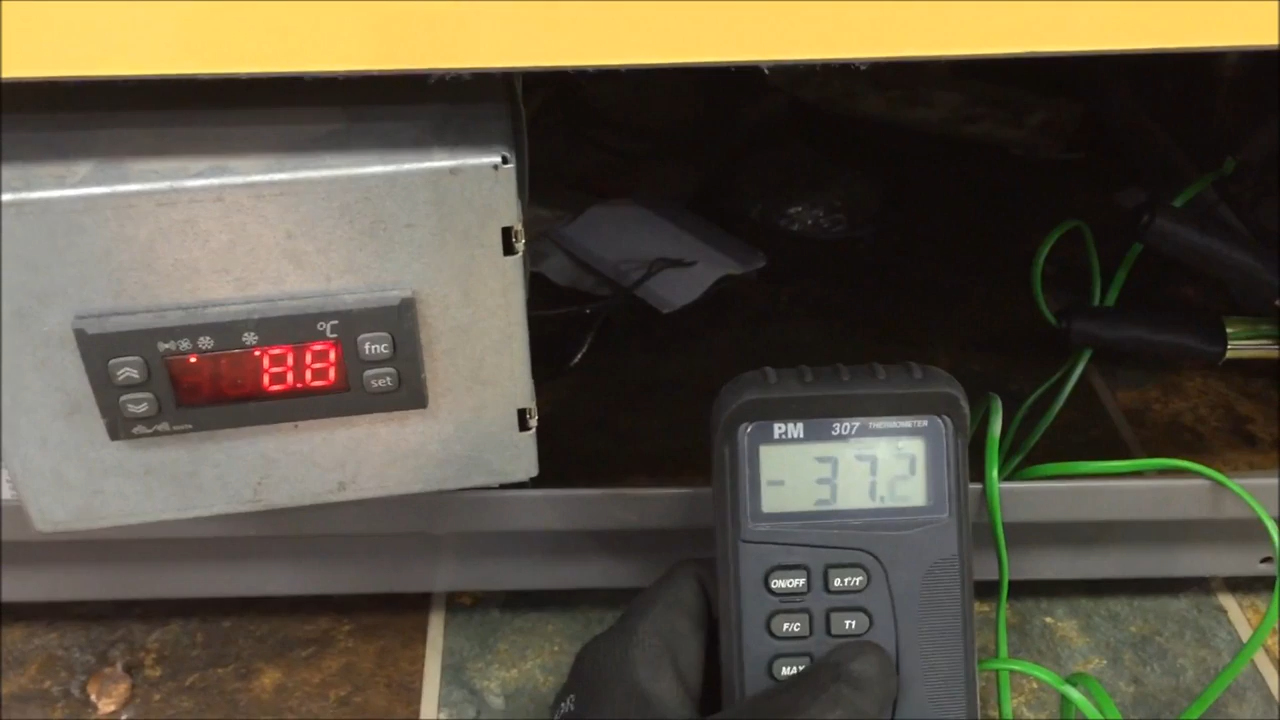 °C
8.8
fnc
set
P.M 307 THERMOMETER
- 37.2
ON/OFF 0.1°/1°
F/C T1
MAX